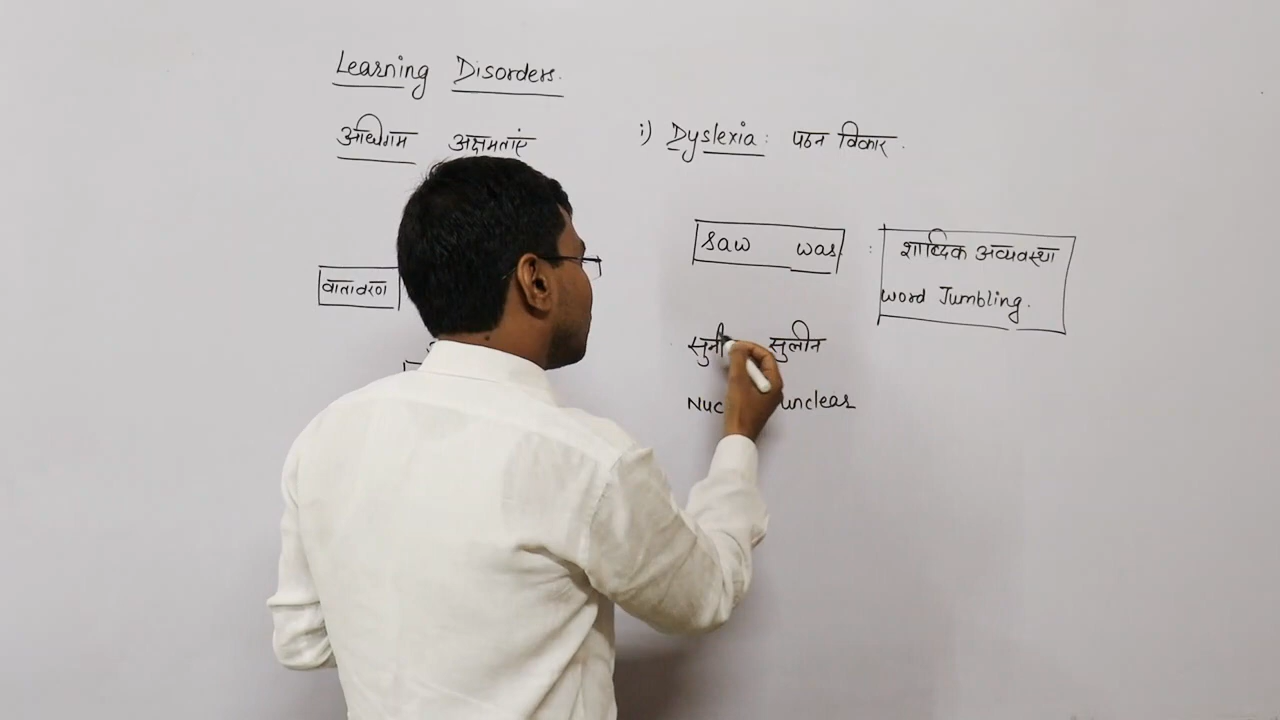 Learning Disorders.
अधिगम अक्षमताएं
वातावरण
i) Dyslexia: पठन विकार.
saw was : शाब्दिक अव्यवस्था
word Jumbling.
सुनी सुलीन
Nuc unclear